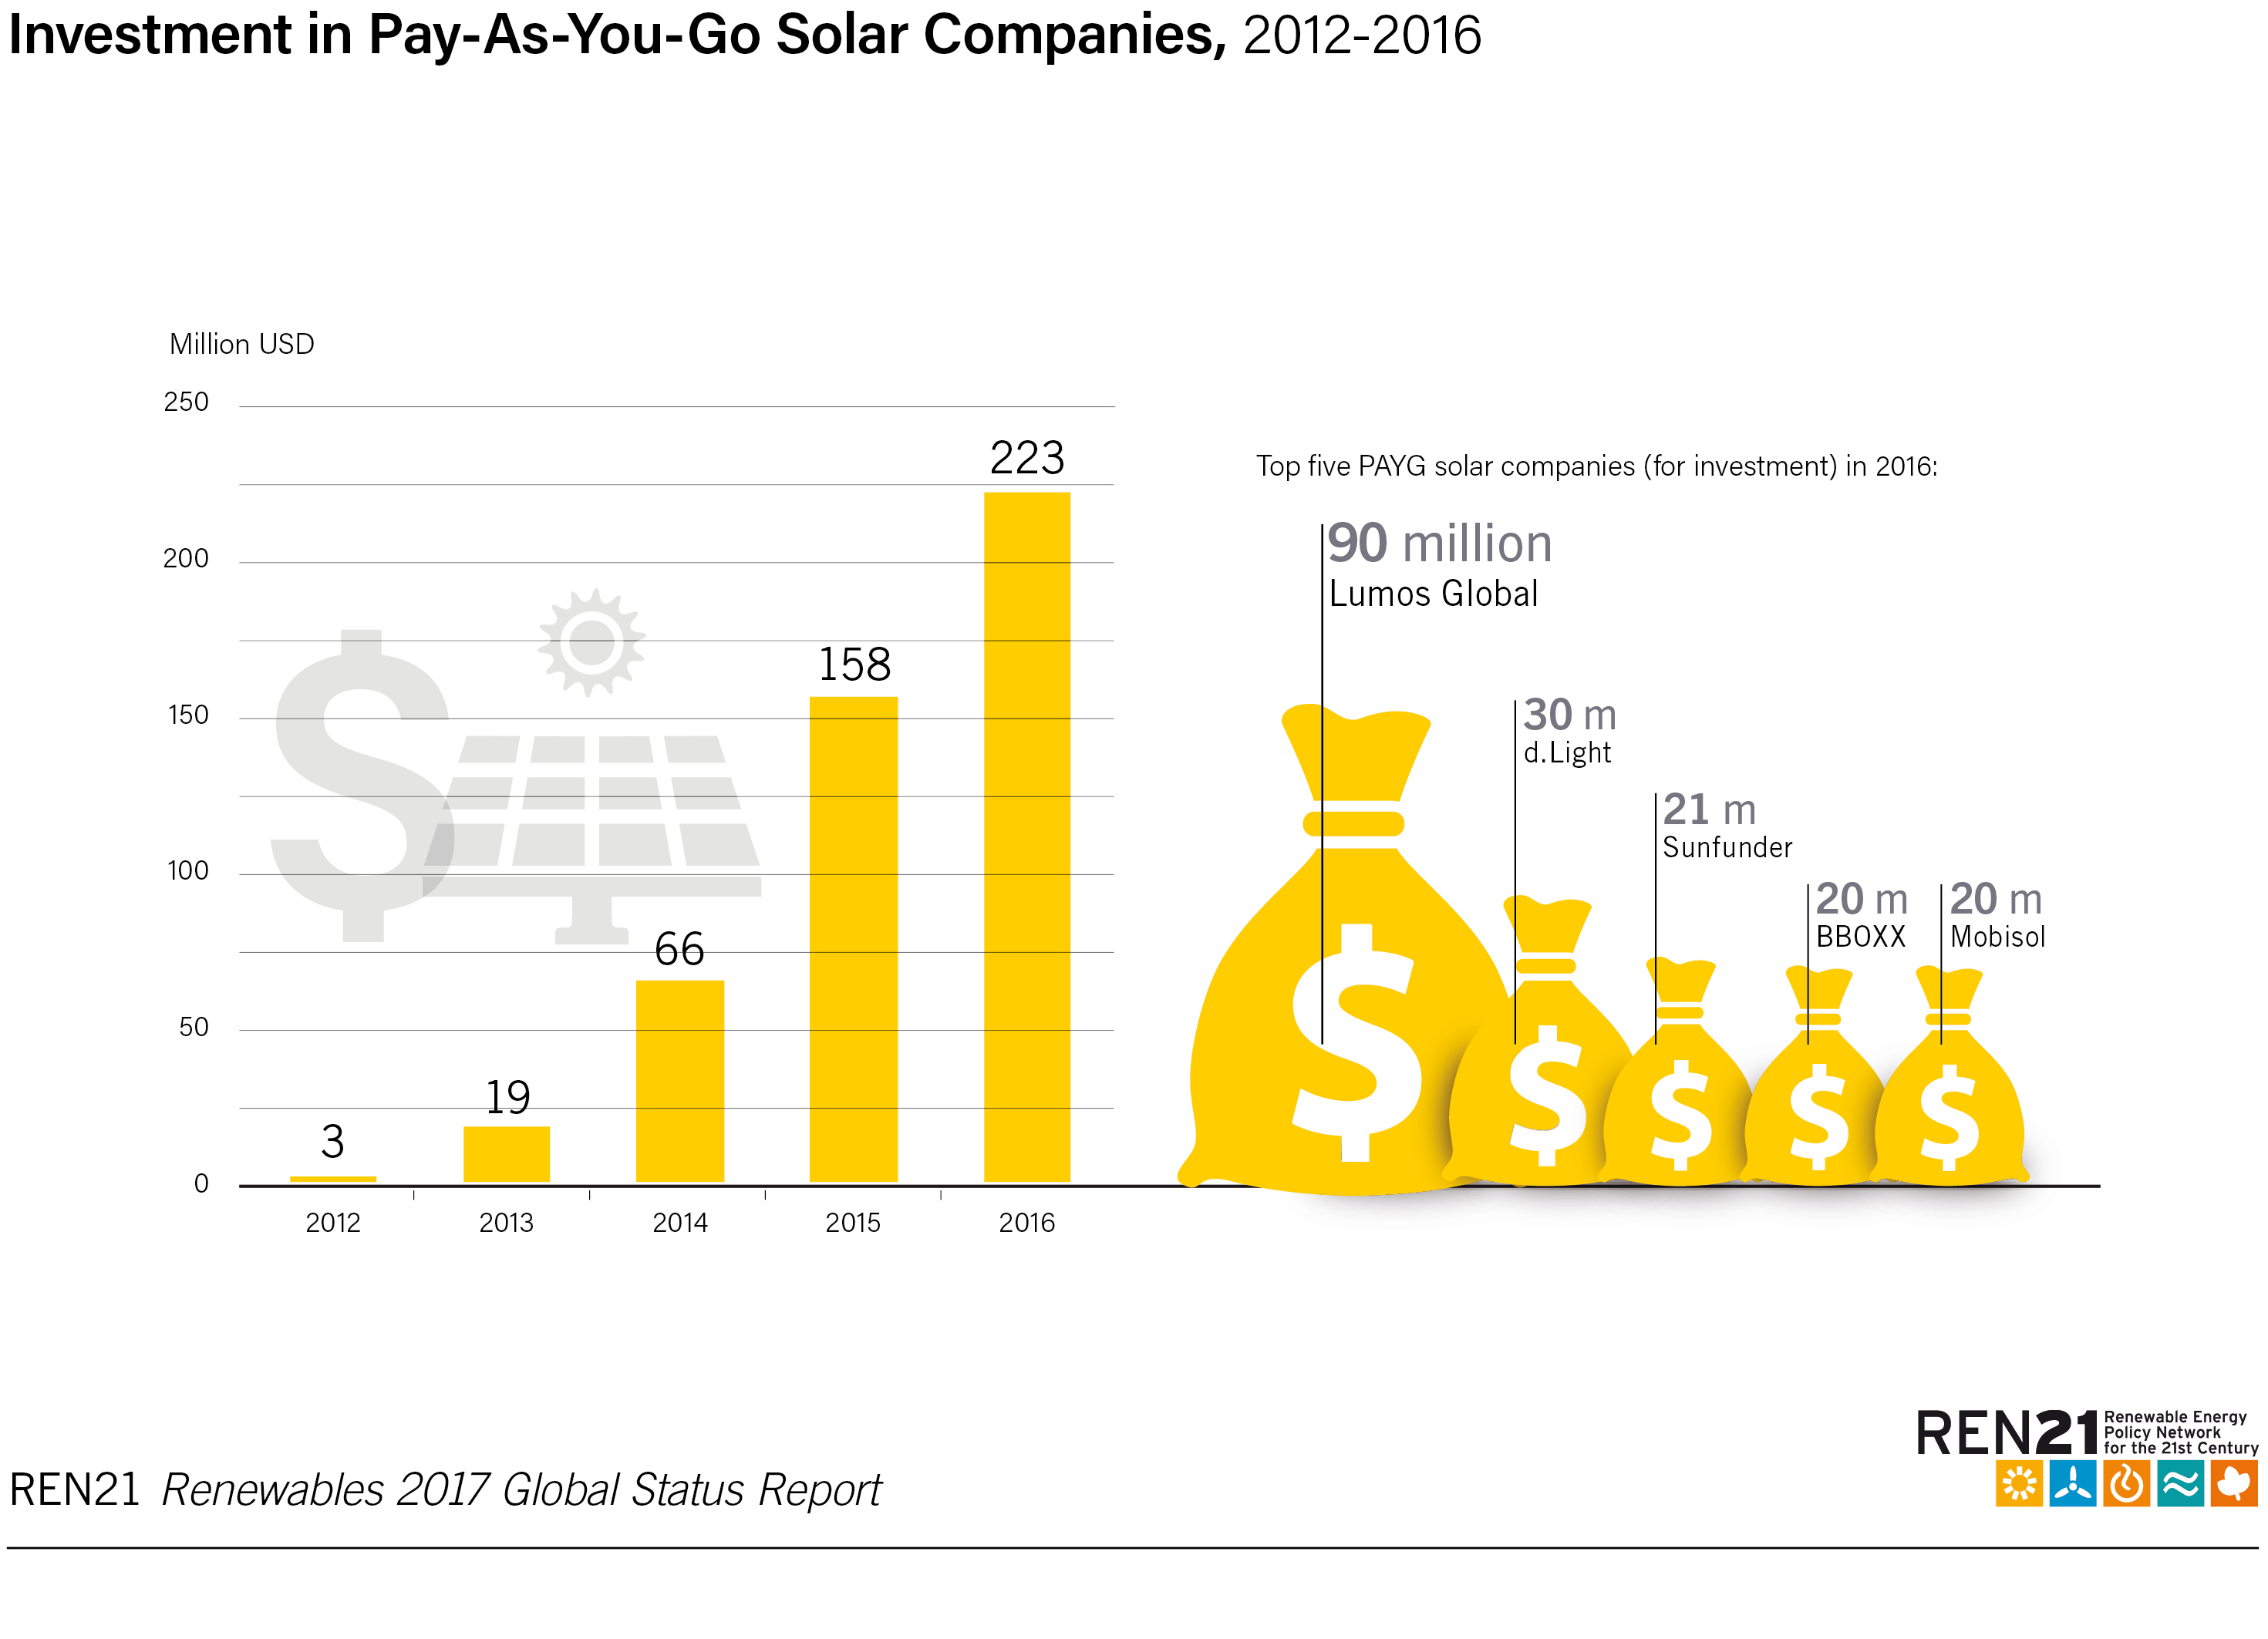 Investment in Pay-As-You-Go Solar Companies, 2012-2016
Million USD
250
200
150
100
50
0
3
19
66
158
223
2012
2013
2014
2015
2016
Top five PAYG solar companies (for investment) in 2016:
90 million
Lumos Global
30 m
d.Light
21 m
Sunfunder
20 m
BBOXX
20 m
Mobisol
REN21 Renewables 2017 Global Status Report
REN21
Renewable Energy
Policy Network
for the 21st Century